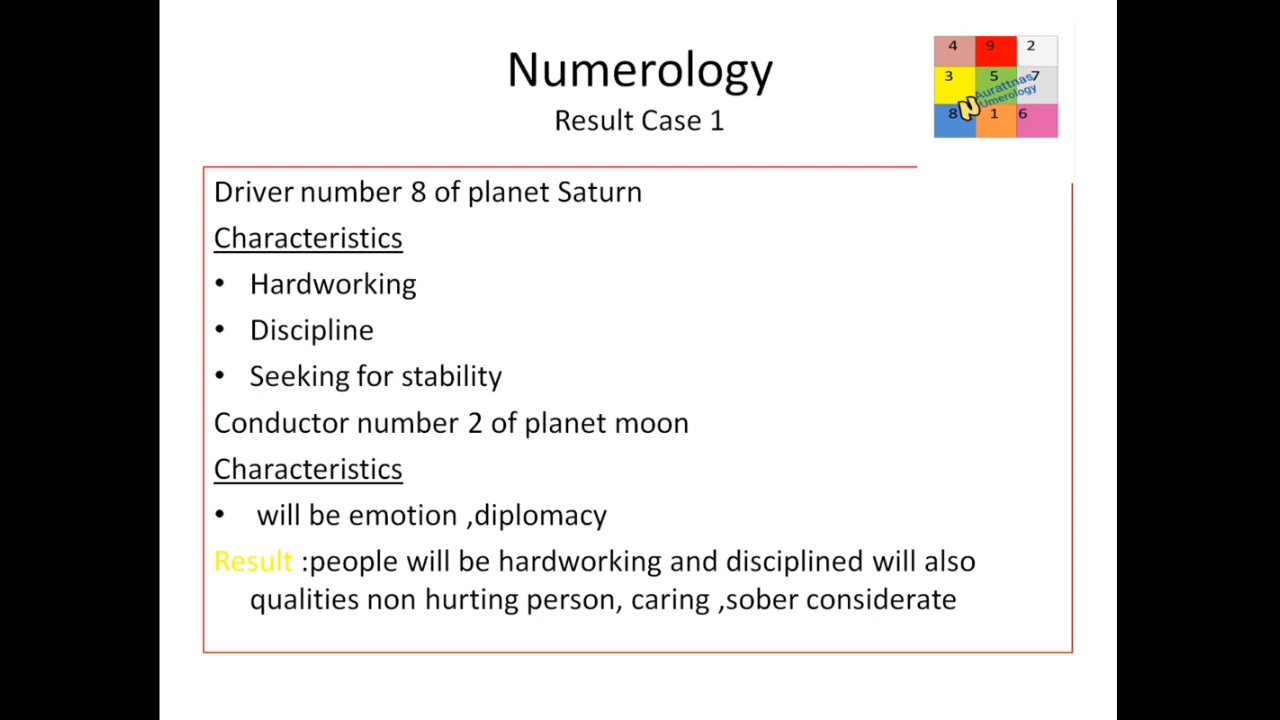 Numerology
Result Case 1
4 9 2
3 5 7
Aurattnas
Numerology
8 1 6
Driver number 8 of planet Saturn
Characteristics
• Hardworking
• Discipline
• Seeking for stability
Conductor number 2 of planet moon
Characteristics
• will be emotion ,diplomacy
Result :people will be hardworking and disciplined will also
qualities non hurting person, caring ,sober considerate